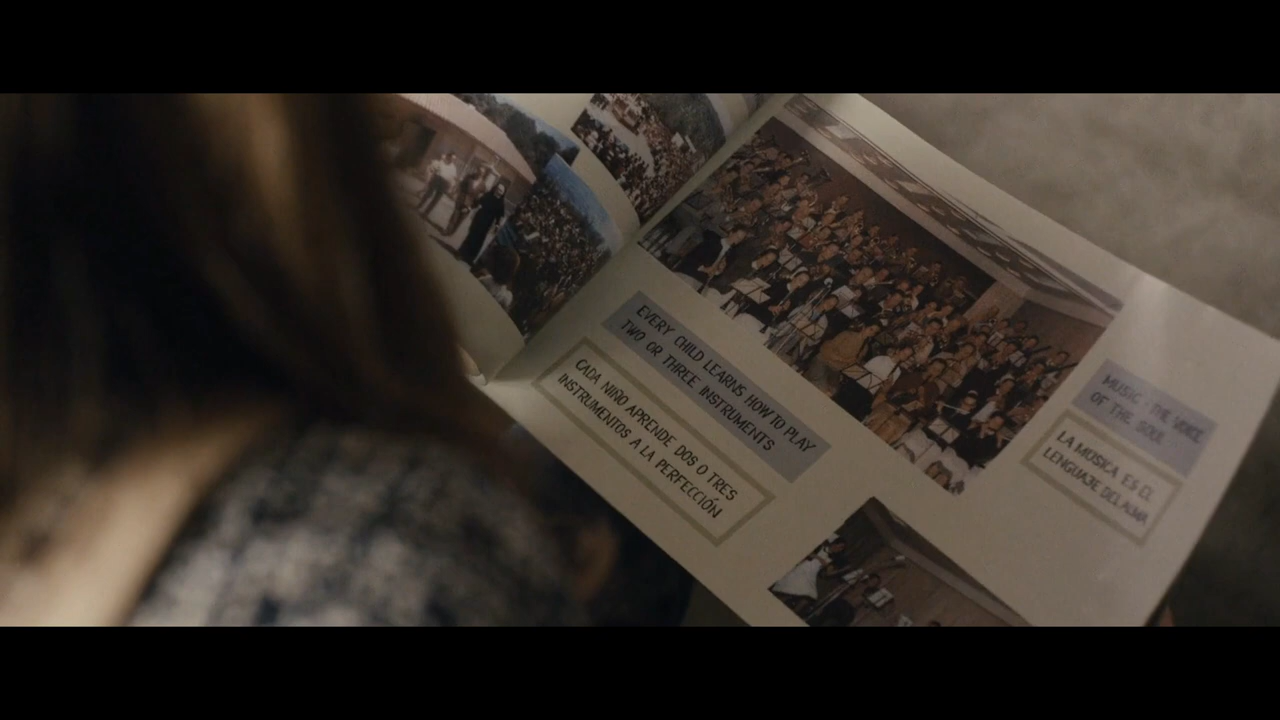 EVERY CHILD LEARNS HOW TO PLAY
TWO OR THREE INSTRUMENTS
CADA NIÑO APRENDE DOS O TRES
INSTRUMENTOS A LA PERFECCIÓN
MUSIC: THE VOICE
OF THE SOUL
LA MÚSICA ES EL
LENGUAJE DEL ALMA